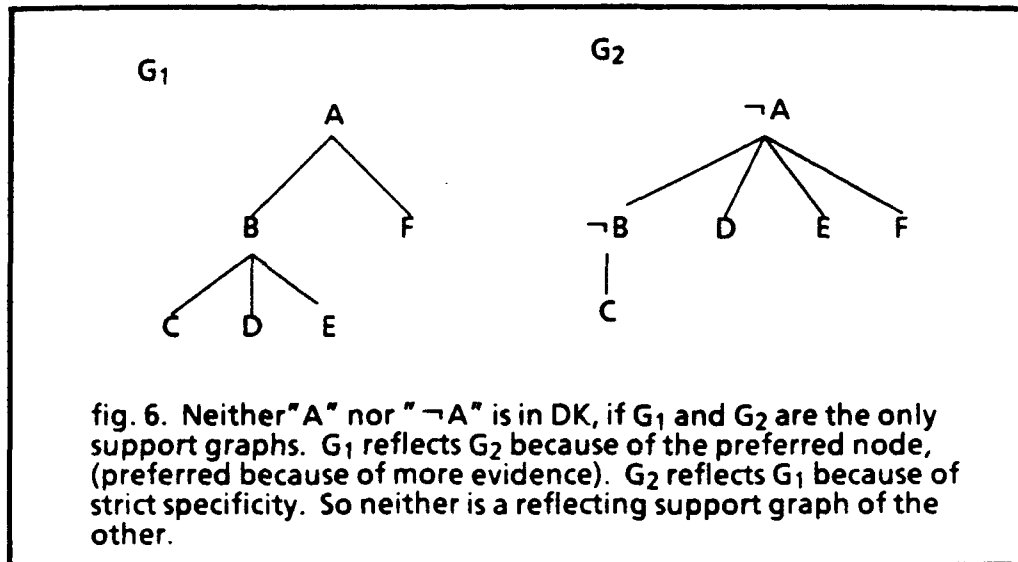 G1
G2
A
¬A
B
F
¬B
D
E
F
C
D
E
C
fig. 6. Neither"A" nor "¬A" is in DK, if G1 and G2 are the only
support graphs. G1 reflects G2 because of the preferred node,
(preferred because of more evidence). G2 reflects G1 because of
strict specificity. So neither is a reflecting support graph of the
other.